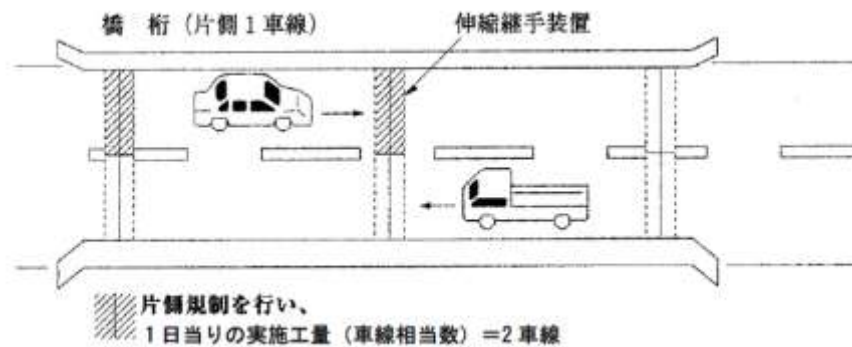 橋 桁（片側１車線）
伸縮継手装置
片側規制を行い、
１日当りの実施工量（車線相当数）＝２車線